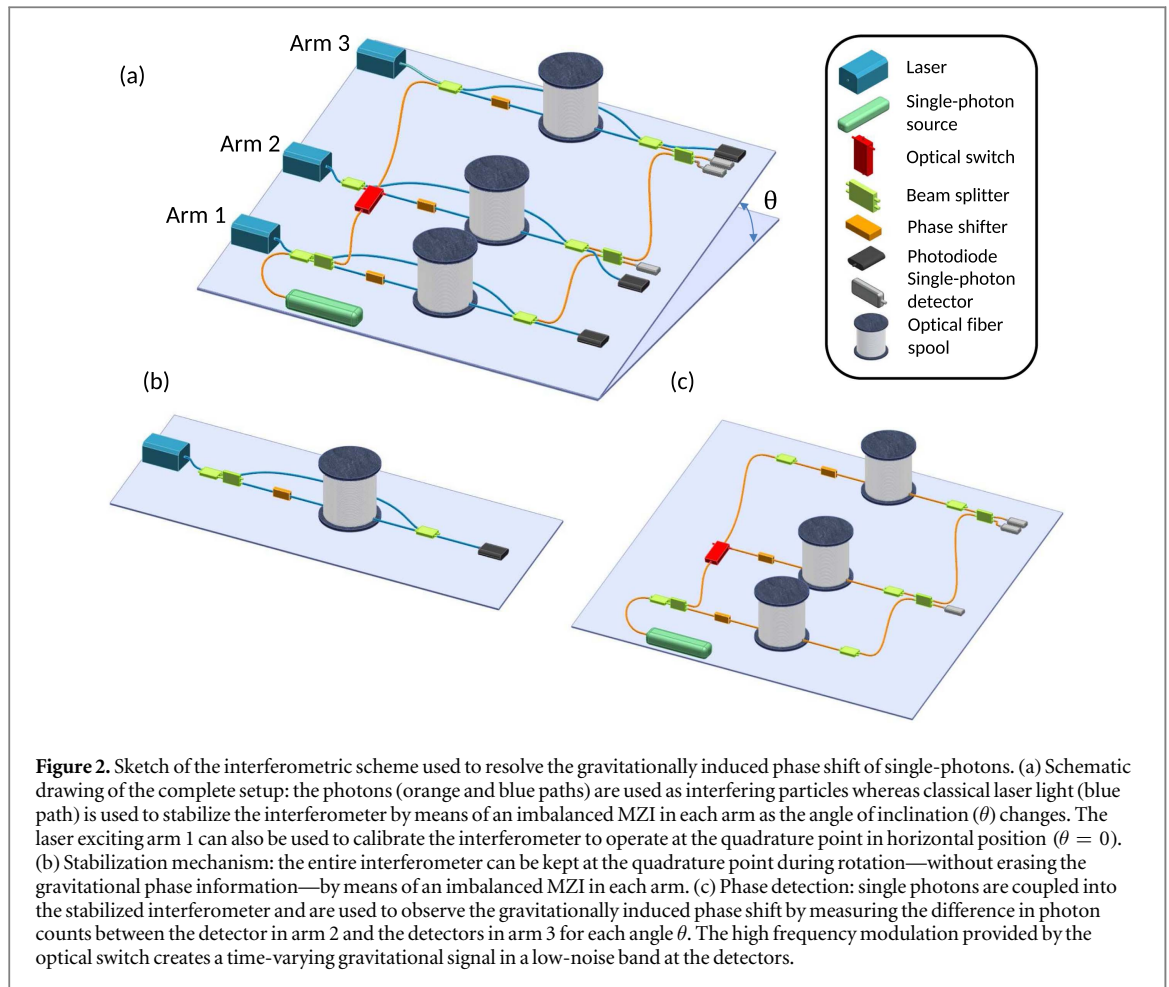 (a)
Arm 3
Arm 2
Arm 1
θ
Laser
Single-photon
source
Optical switch
Beam splitter
Phase shifter
Photodiode
Single-photon
detector
Optical fiber
spool
(b)
(c)
Figure 2. Sketch of the interferometric scheme used to resolve the gravitationally induced phase shift of single-photons. (a) Schematic
drawing of the complete setup: the photons (orange and blue paths) are used as interfering particles whereas classical laser light (blue
path) is used to stabilize the interferometer by means of an imbalanced MZI in each arm as the angle of inclination (θ) changes. The
laser exciting arm 1 can also be used to calibrate the interferometer to operate at the quadrature point in horizontal position (θ = 0).
(b) Stabilization mechanism: the entire interferometer can be kept at the quadrature point during rotation—without erasing the
gravitational phase information—by means of an imbalanced MZI in each arm. (c) Phase detection: single photons are coupled into
the stabilized interferometer and are used to observe the gravitationally induced phase shift by measuring the difference in photon
counts between the detector in arm 2 and the detectors in arm 3 for each angle θ. The high frequency modulation provided by the
optical switch creates a time-varying gravitational signal in a low-noise band at the detectors.